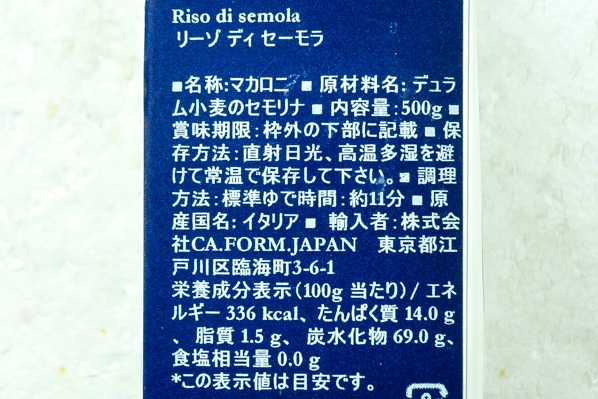 Riso di semola
リーゾ ディ セーモラ
■名称:マカロニ ■ 原材料名: デュラ
ム小麦のセモリナ ■ 内容量:500g ■
賞味期限:枠外の下部に記載 ■ 保
存方法:直射日光、高温多湿を避
けて常温で保存して下さい。■ 調理
方法:標準ゆで時間:約11分 ■ 原
産国名:イタリア ■ 輸入者:株式会
社CA.FORM.JAPAN 東京都江
戸川区臨海町3-6-1
栄養成分表示(100g 当たり) / エネ
ルギー 336 kcal、たんぱく質 14.0 g
、脂質 1.5 g、炭水化物 69.0 g、
食塩相当量 0.0 g
*この表示値は目安です。